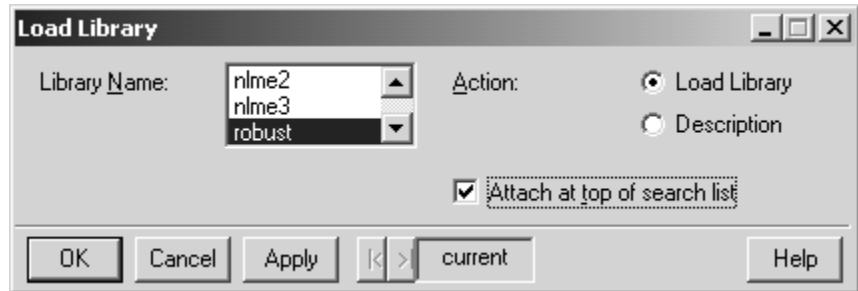 Load Library
Library Name:
nlme2
nlme3
robust
Action:
Load Library
Description
Attach at top of search list
OK
Cancel
Apply
current
Help